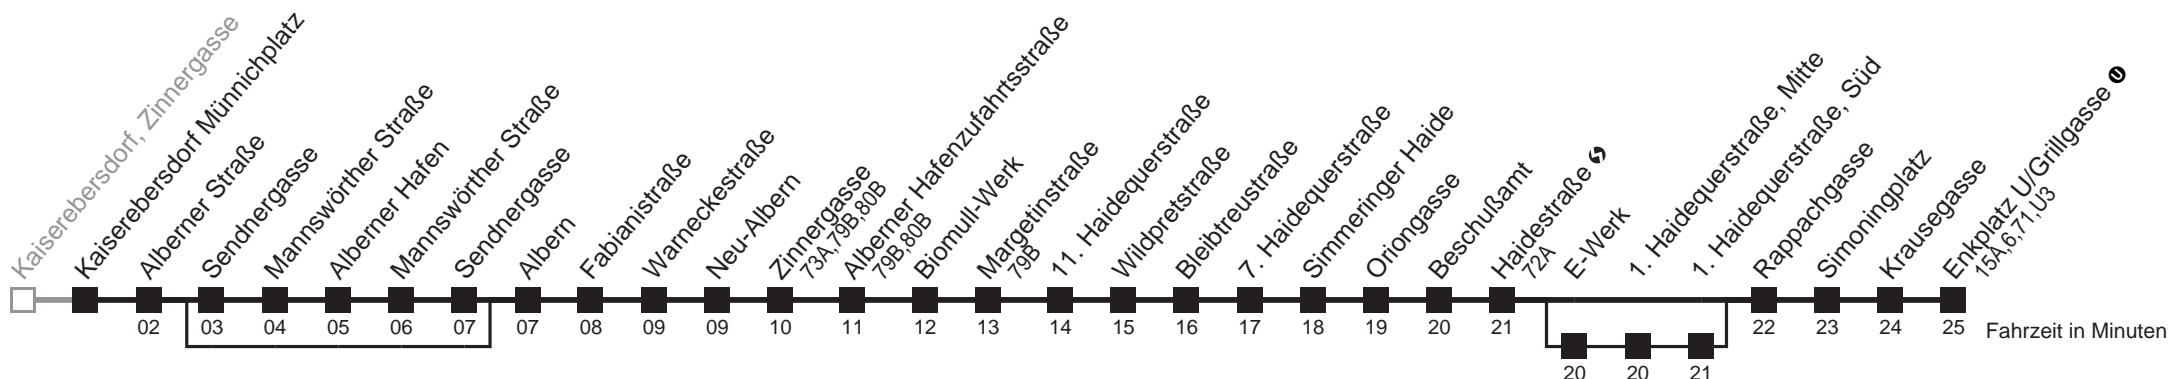 Kaiserebersdorf, Zinnergasse
Kaiserebersdorf Münnichplatz
Alberner Straße
Sendnergasse
Mannswörther Straße
Alberner Hafen
Mannswörther Straße
Sendnergasse
Albern
Fabianistraße
Warneckestraße
Neu-Albern
Zinnergasse
73A,79B,80B
Alberner Hafenzufahrtsstraße
79B,80B
Biomull-Werk
Margetinstraße
79B
11. Haidequerstraße
Wildpretstraße
Bleibtreustraße
7. Haidequerstraße
Simmeringer Haide
Oriongasse
Beschußamt
Haidestraße
72A
E-Werk
1. Haidequerstraße, Mitte
1. Haidequerstraße, Süd
Rappachgasse
Simoningplatz
Krausegasse
Enkplatz U/Grillgasse U
15A,6,71,U3
02 03 04 05 06 07 07 08 09 09 10 11 12 13 14 15 16 17 18 19 20 21 22 23 24 25 Fahrzeit in Minuten
20 20 21